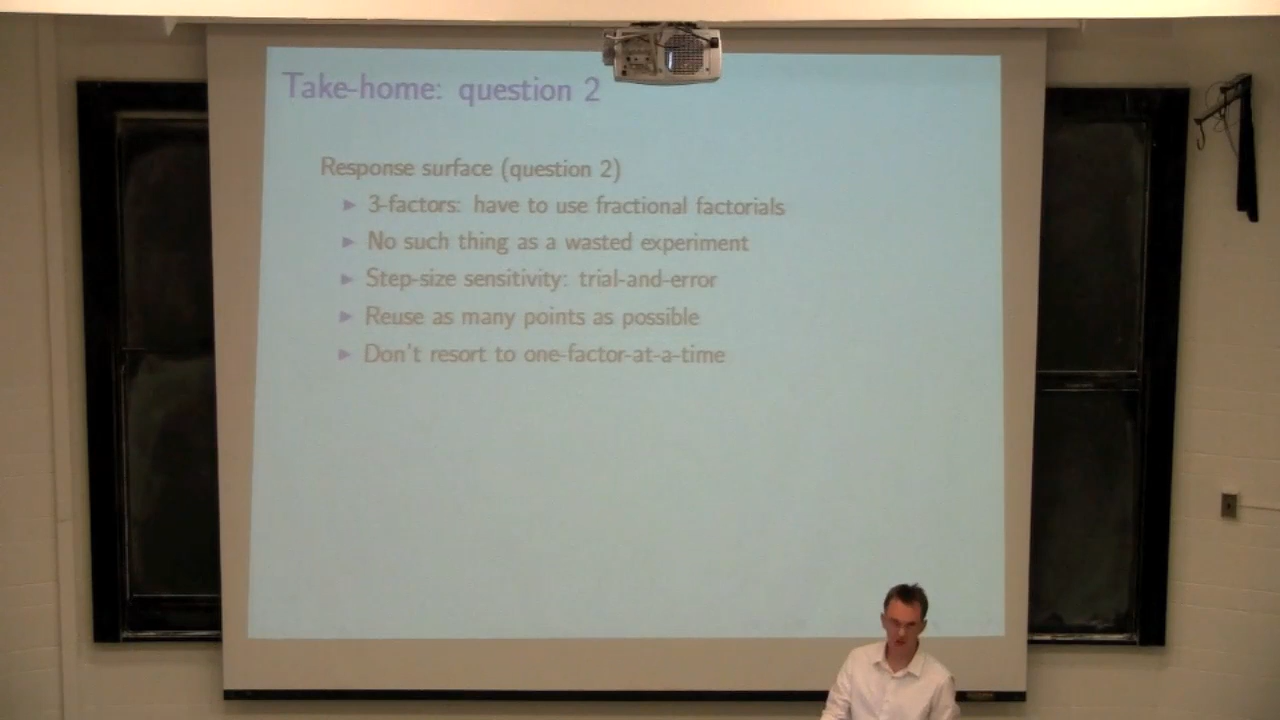 Take-home: question 2
Response surface (question 2)
3-factors: have to use fractional factorials
No such thing as a wasted experiment
Step-size sensitivity: trial-and-error
Reuse as many points as possible
Don't resort to one-factor-at-a-time